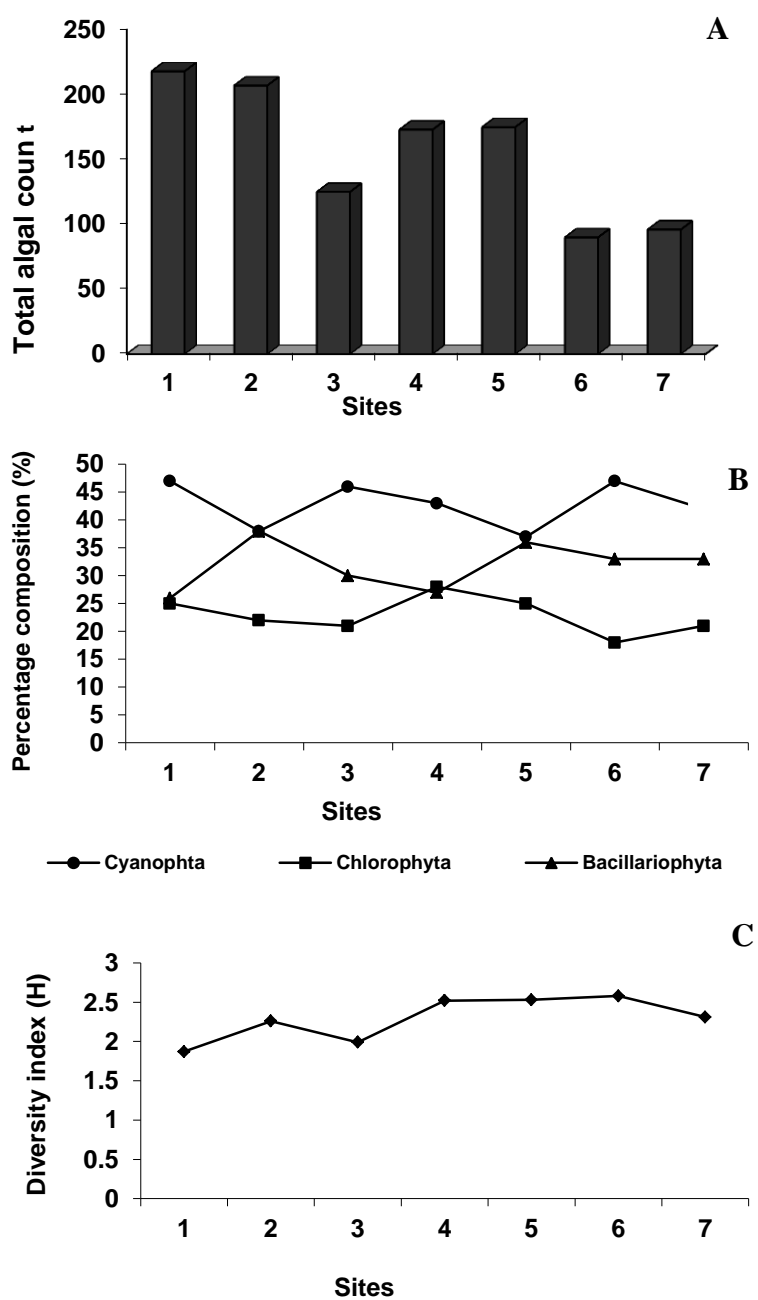 A
250
200
150
100
50
0
Total algal coun t
1 2 3 4 5 6 7
Sites
B
50
45
40
35
30
25
20
15
10
5
0
Percentage composition (%)
1 2 3 4 5 6 7
Sites
Cyanophta Chlorophyta Bacillariophyta
C
3
2.5
2
1.5
1
0.5
0
Diversity index (H)
1 2 3 4 5 6 7
Sites